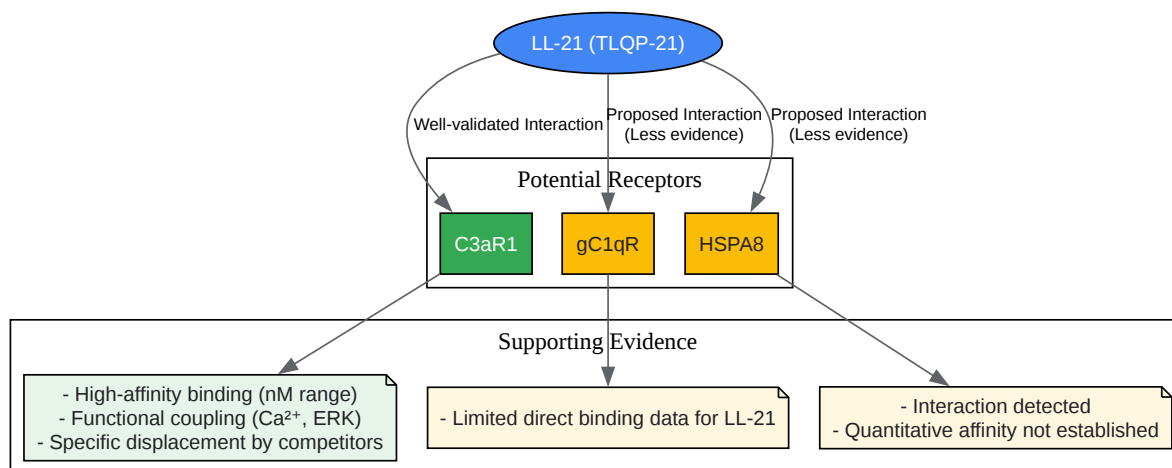 LL-21 (TLQP-21)
Well-validated Interaction
Proposed Interaction
(Less evidence)
Proposed Interaction
(Less evidence)
Potential Receptors
C3aR1
gC1qR
HSPA8
Supporting Evidence
- High-affinity binding (nM range)
- Functional coupling (Ca²⁺, ERK)
- Specific displacement by competitors
- Limited direct binding data for LL-21
- Interaction detected
- Quantitative affinity not established